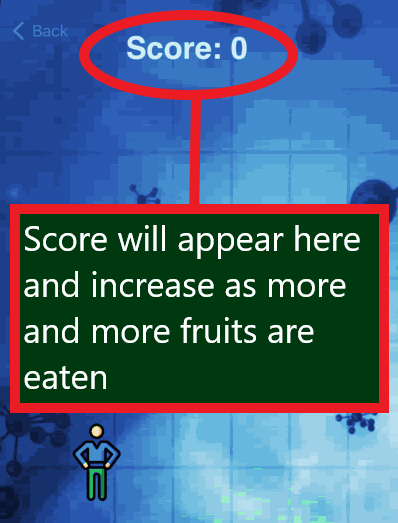 Back
Score: 0
Score will appear here
and increase as more
and more fruits are
eaten